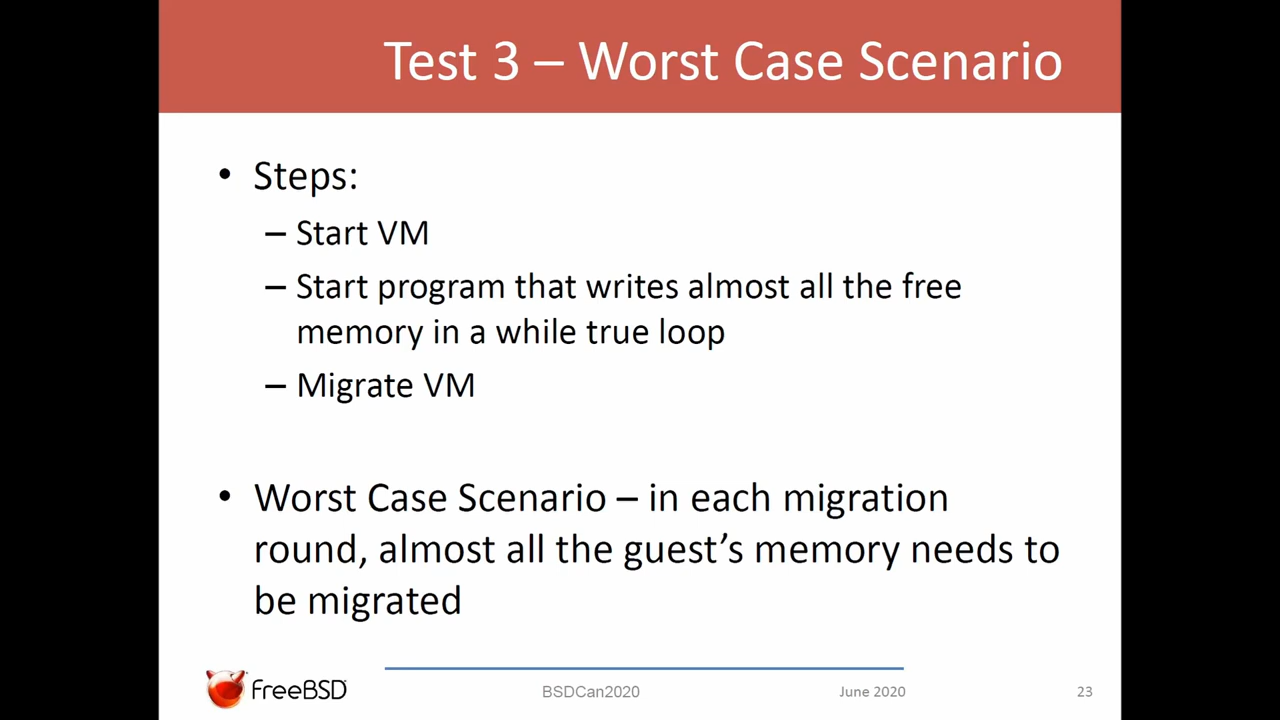 Test 3 – Worst Case Scenario
• Steps:
– Start VM
– Start program that writes almost all the free
memory in a while true loop
– Migrate VM
• Worst Case Scenario – in each migration
round, almost all the guest’s memory needs to
be migrated
FreeBSD
BSDCan2020
June 2020
23